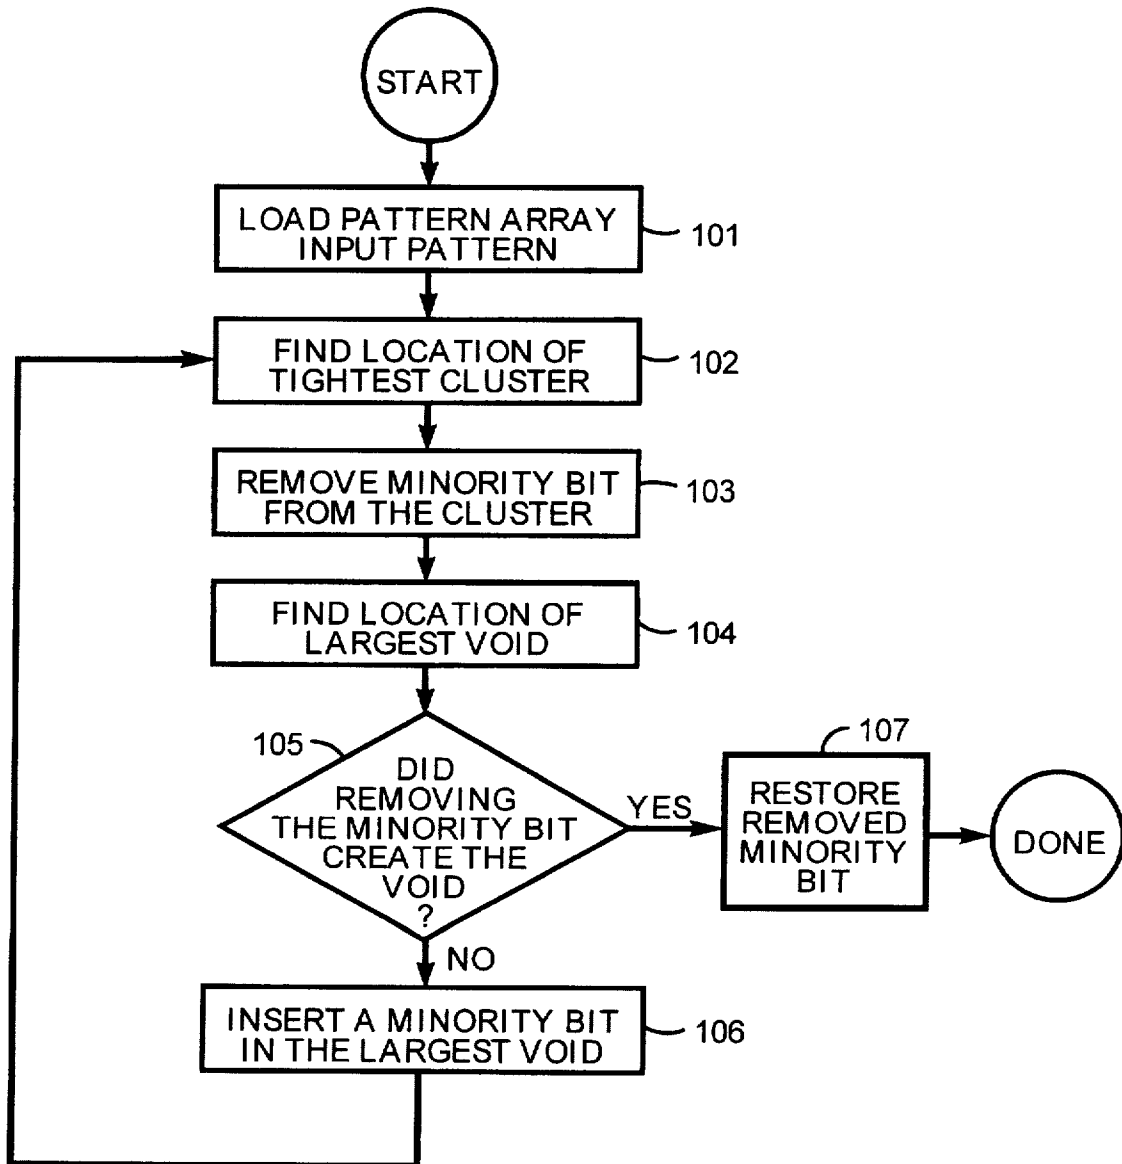 START
LOAD PATTERN ARRAY
INPUT PATTERN
101
FIND LOCATION OF
TIGHTEST CLUSTER
102
REMOVE MINORITY BIT
FROM THE CLUSTER
103
FIND LOCATION OF
LARGEST VOID
104
105
DID
REMOVING
THE MINORITY BIT
CREATE THE
VOID
?
YES
107
RESTORE
REMOVED
MINORITY
BIT
DONE
NO
INSERT A MINORITY BIT
IN THE LARGEST VOID
106